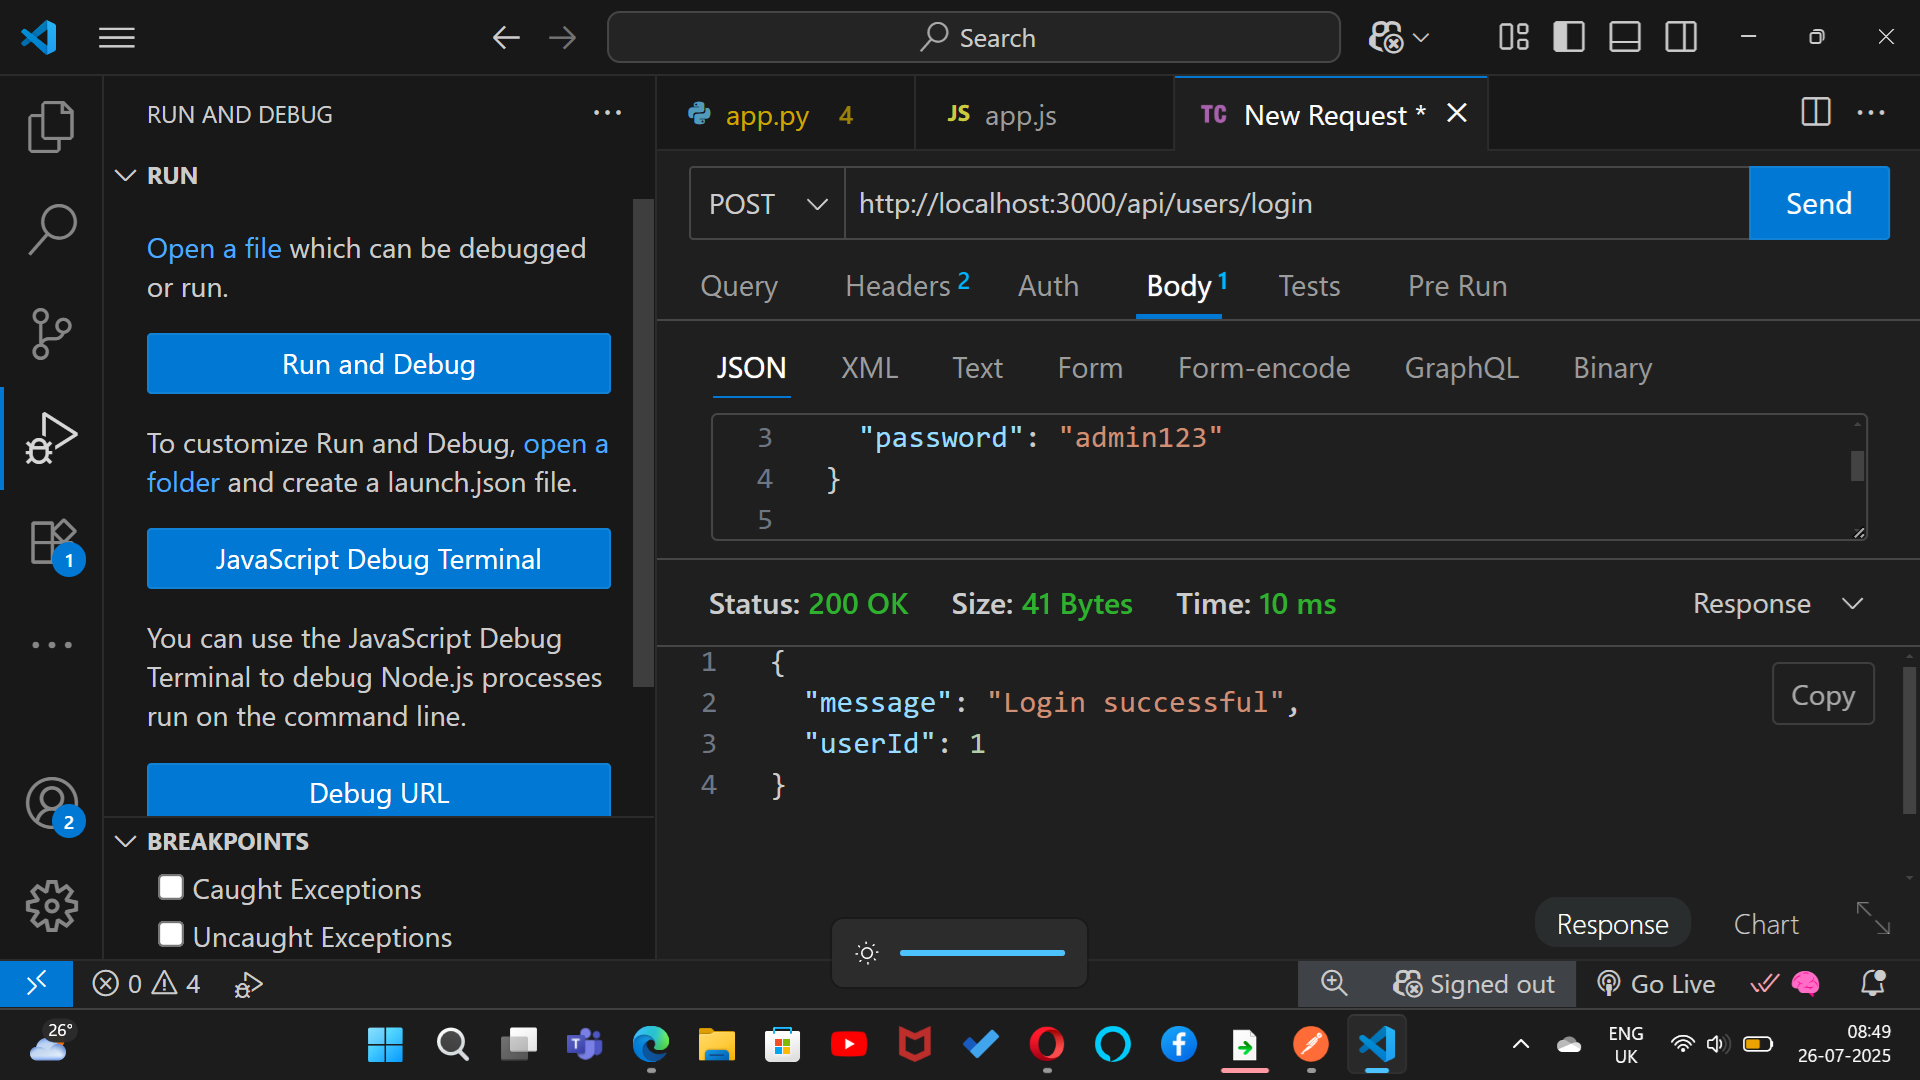 Search
RUN AND DEBUG
RUN
Open a file which can be debugged
or run.
Run and Debug
To customize Run and Debug, open a
folder and create a launch.json file.
JavaScript Debug Terminal
You can use the JavaScript Debug
Terminal to debug Node.js processes
run on the command line.
Debug URL
BREAKPOINTS
Caught Exceptions
Uncaught Exceptions
1
2
app.py 4
JS app.js
TC New Request *
POST http://localhost:3000/api/users/login Send
Query Headers 2 Auth Body 1 Tests Pre Run
JSON XML Text Form Form-encode GraphQL Binary
3 "password": "admin123"
4 }
5
Status: 200 OK Size: 41 Bytes Time: 10 ms Response
1 {
2 "message": "Login successful",
3 "userId": 1
4 }
Copy
Response Chart
0 4 Signed out Go Live
26°
ENG
UK
08:49
26-07-2025